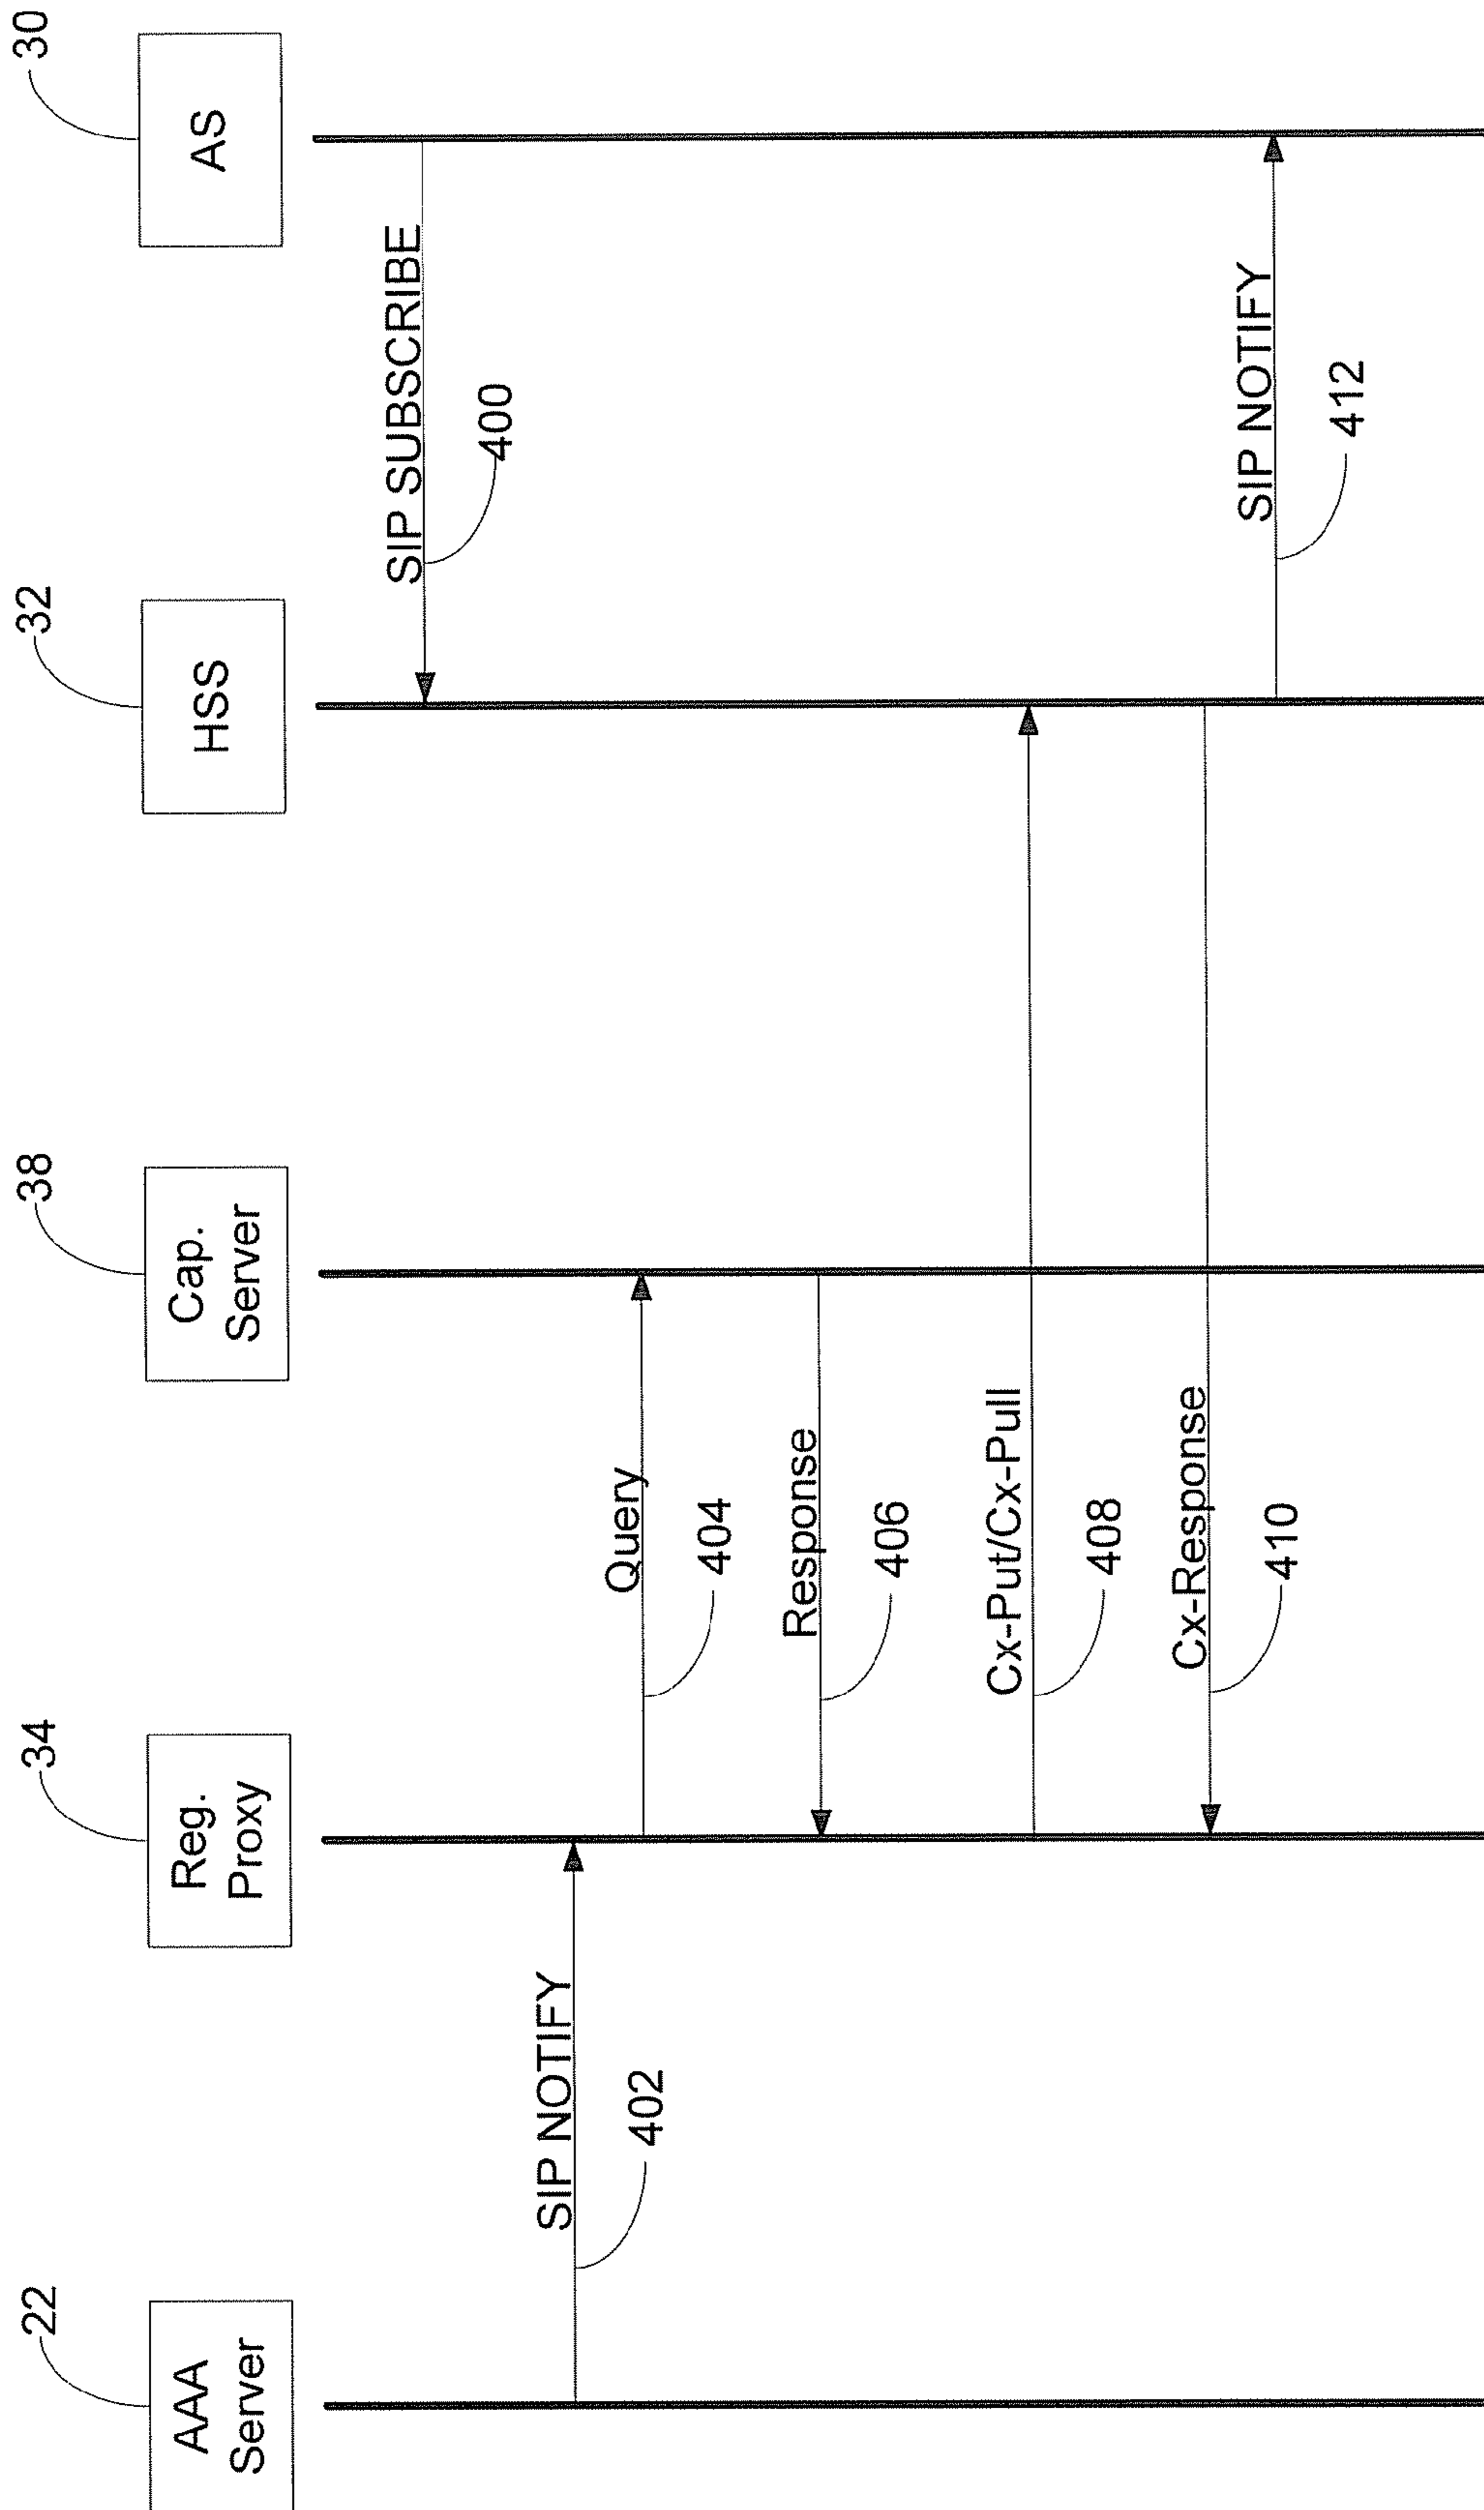 22
34
38
32
30
AAA
Server
Reg.
Proxy
Cap.
Server
HSS
AS
SIP SUBSCRIBE
400
SIP NOTIFY
402
Query
404
Response
406
Cx-Put/Cx-Pull
408
Cx-Response
410
SIP NOTIFY
412